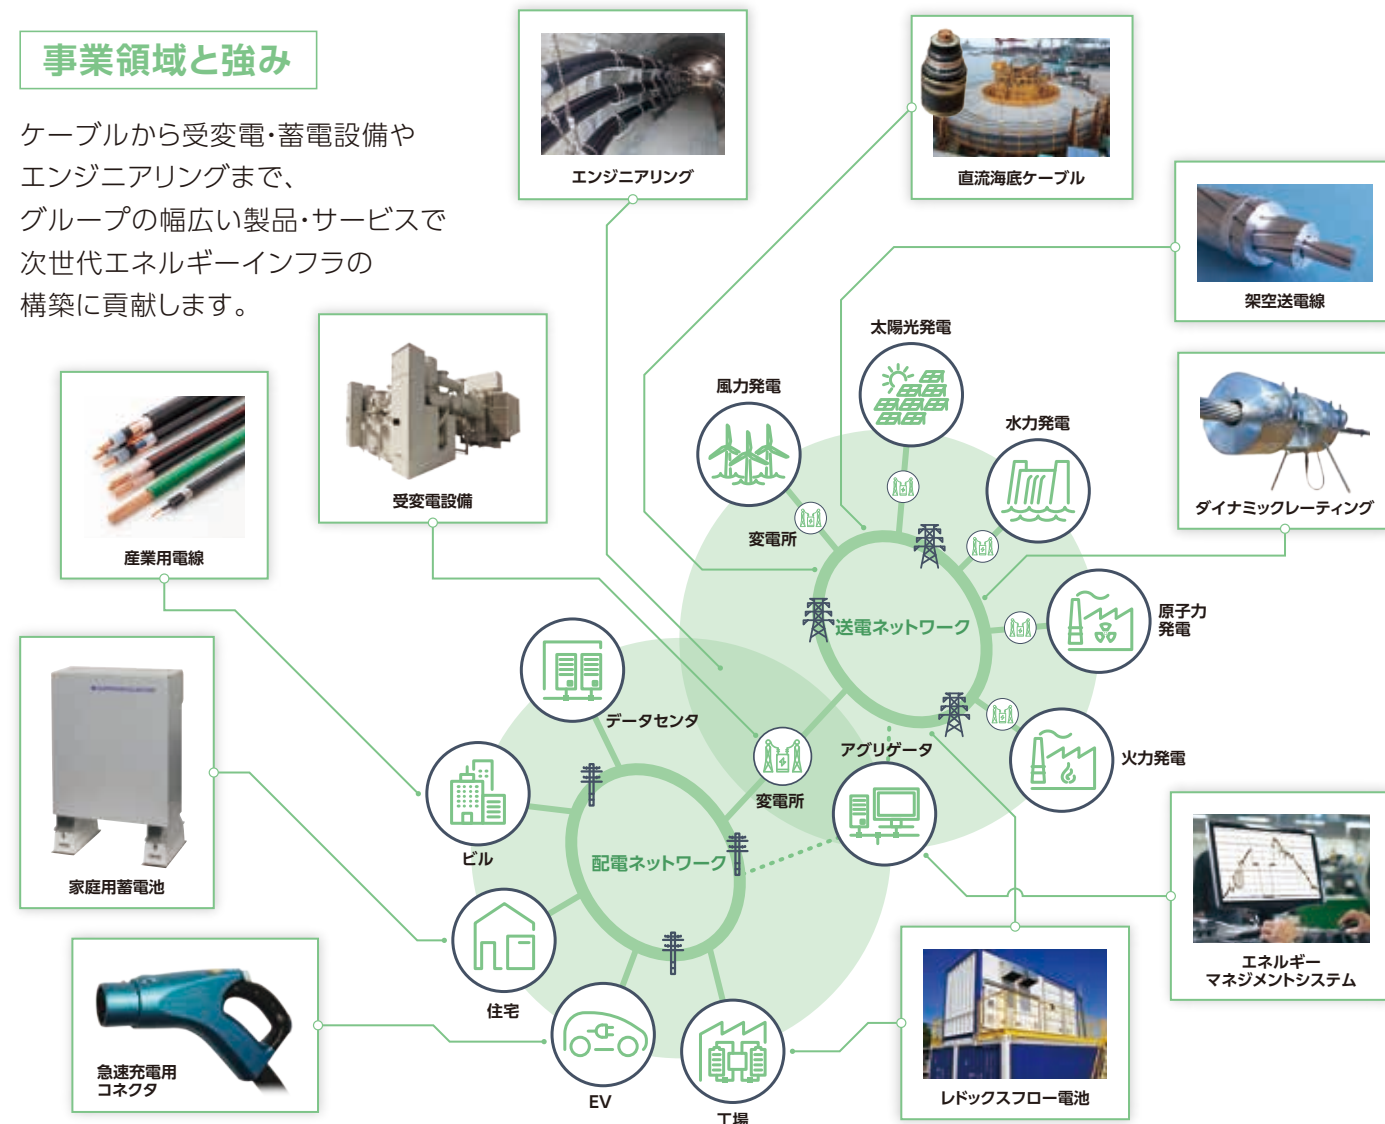 事業領域と強み
ケーブルから受変電・蓄電設備や
エンジニアリングまで、
グループの幅広い製品・サービスで
次世代エネルギーインフラの
構築に貢献します。
エンジニアリング
直流海底ケーブル
架空送電線
受変電設備
産業用電線
太陽光発電
風力発電
水力発電
ダイナミックレーティング
変電所
送電ネットワーク
原子力
発電
データセンタ
アグリゲータ
火力発電
変電所
ビル
配電ネットワーク
家庭用蓄電池
エネルギー
マネジメントシステム
住宅
急速充電用
コネクタ
EV
工場
レドックスフロー電池